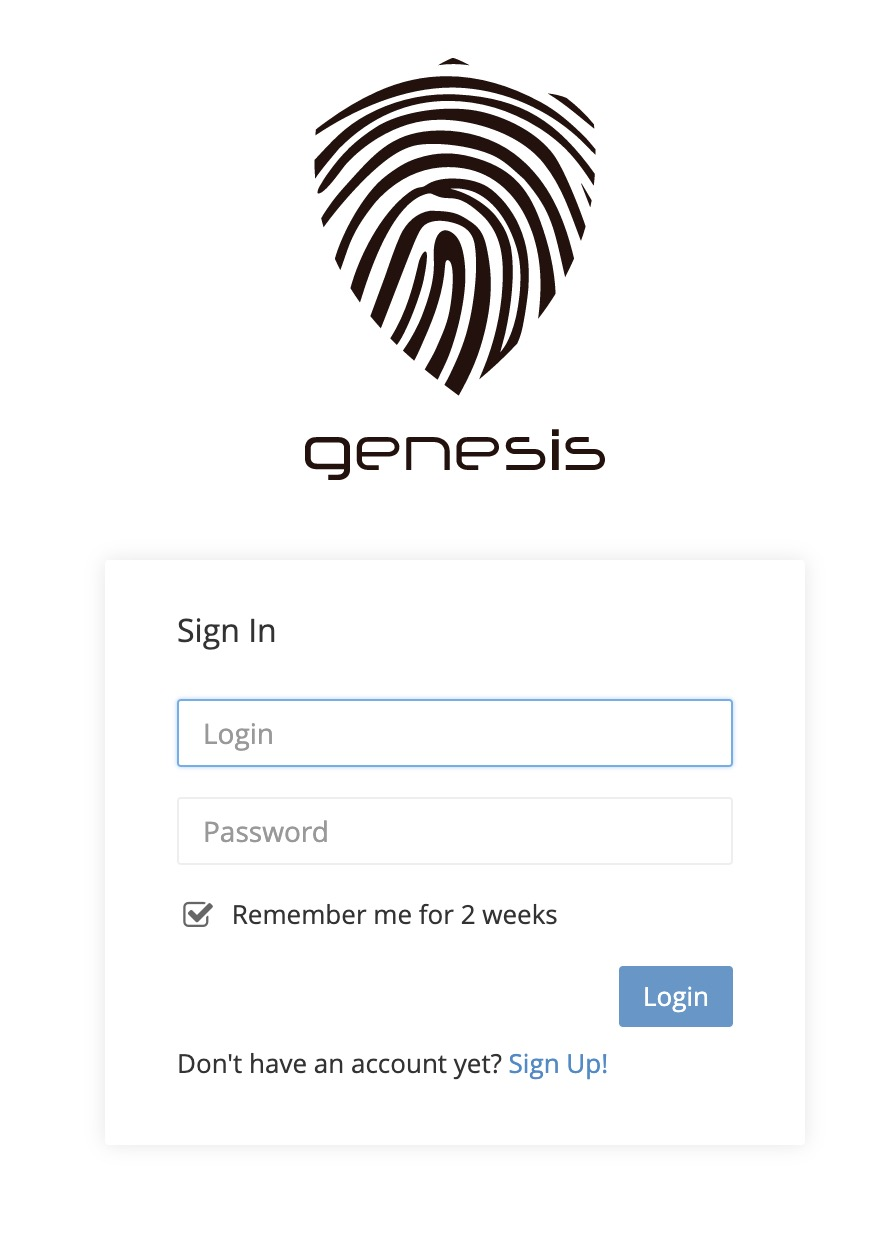 genesis
Sign In
Login
Password
Remember me for 2 weeks
Login
Don't have an account yet? Sign Up!